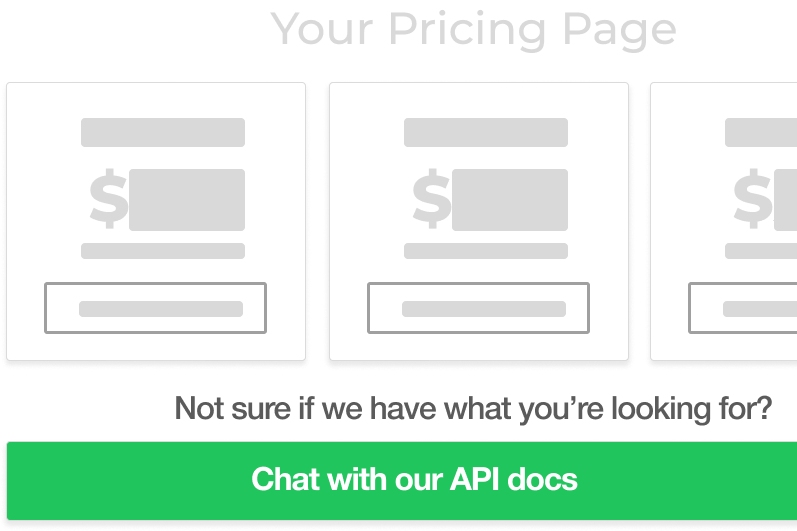 Your Pricing Page
$ $ $
Not sure if we have what you’re looking for?
Chat with our API docs